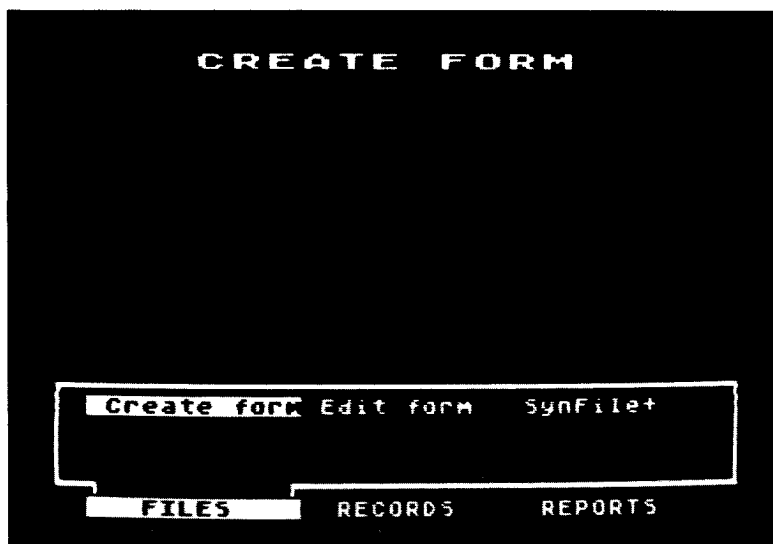 CREATE FORM
Create form Edit form SynFile+
FILES RECORDS REPORTS